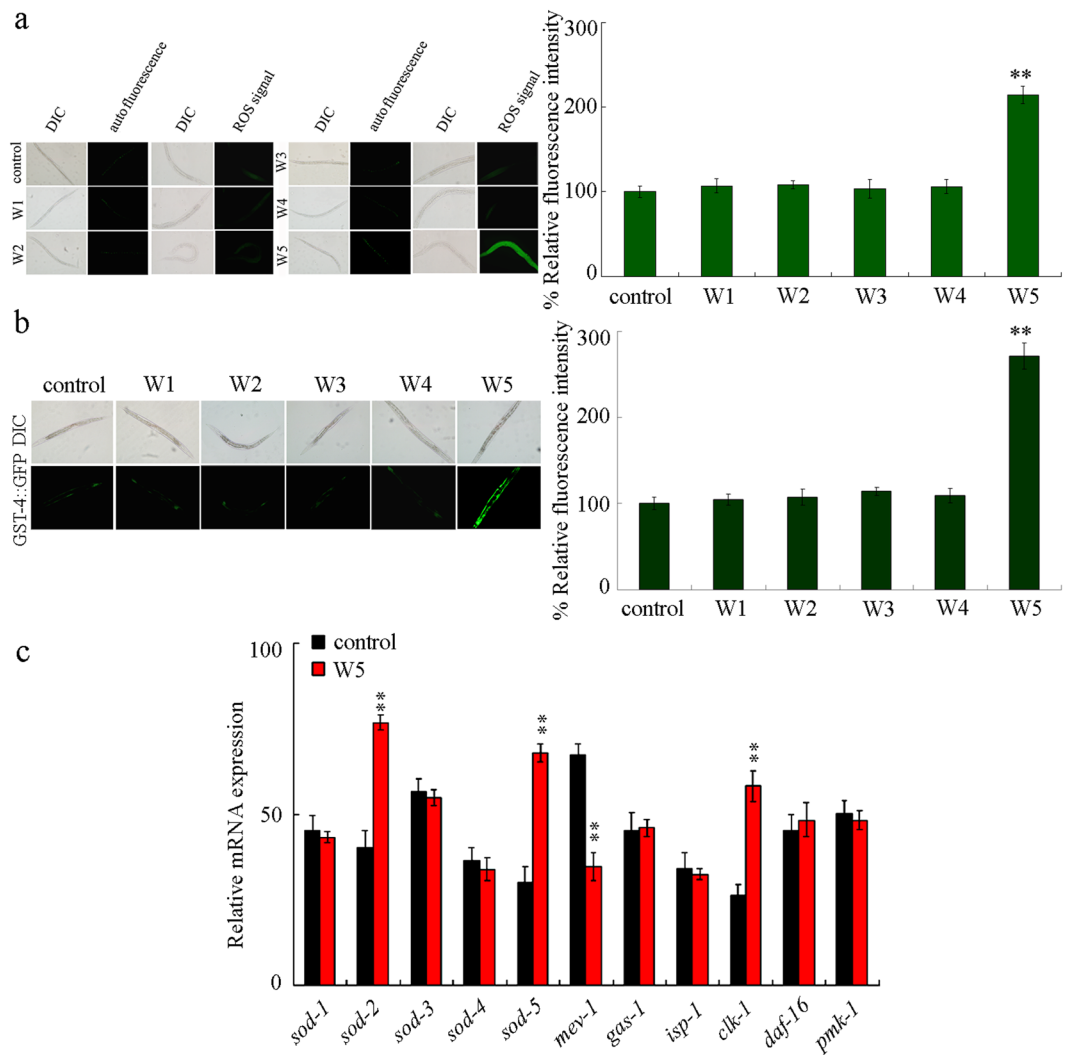 a
DIC
auto fluorescence
DIC
ROS signal
DIC
auto fluorescence
DIC
ROS signal
control
W1
W2
W3
W4
W5
% Relative fluorescence intensity
300
200
100
0
**
control W1 W2 W3 W4 W5
b
control W1 W2 W3 W4 W5
DIC
GST-4::GFP
% Relative fluorescence intensity
300
200
100
0
**
control W1 W2 W3 W4 W5
c
control
W5
Relative mRNA expression
100
50
0
**
**
**
**
sod-1
sod-2
sod-3
sod-4
sod-5
mev-1
gas-1
isp-1
clk-1
daf-16
pmk-1